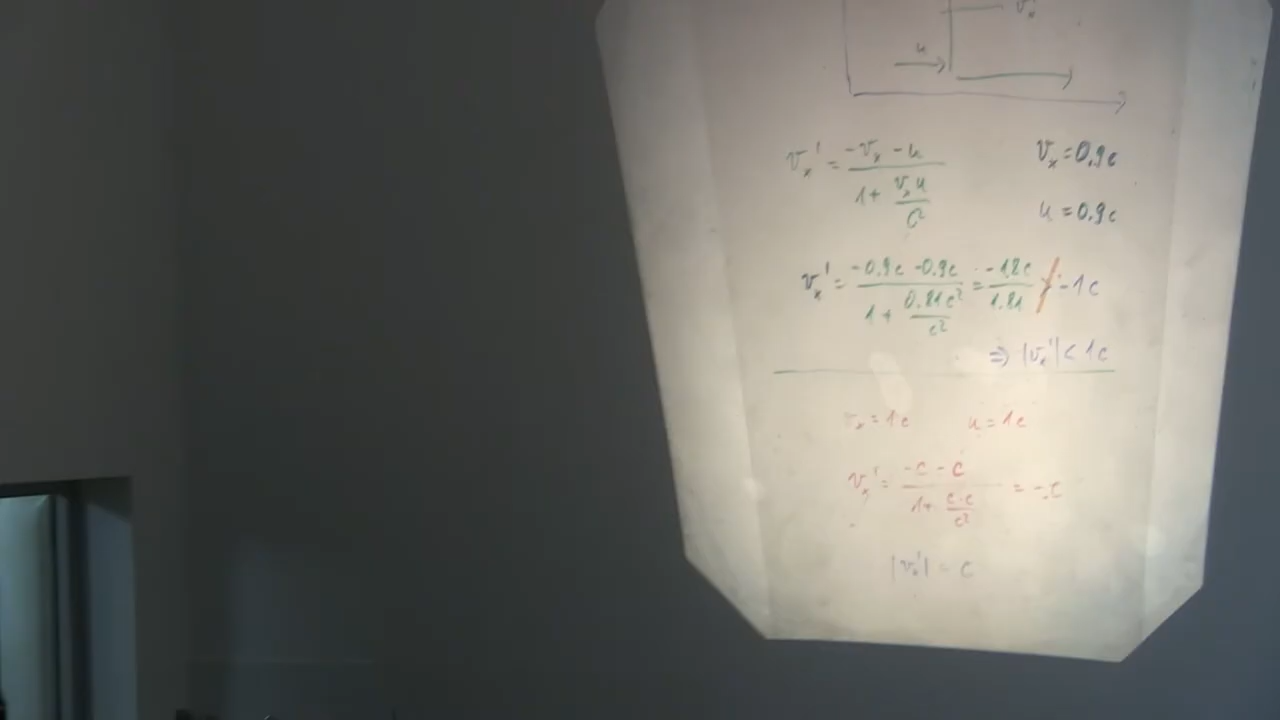 u
v_x' = (-v_x - u) / (1 + v_x u / c²) v_x = 0.9c
u = 0.9c
v_x' = (-0.9c -0.9c) / (1 + 0.81c² / c²) = -1.8c / 1.81 -1c
⇒ |v_x'| < 1c
v_x = 1c u = 1c
v_x' = (-c - c) / (1 + c·c / c²) = -c
|v_x'| = c